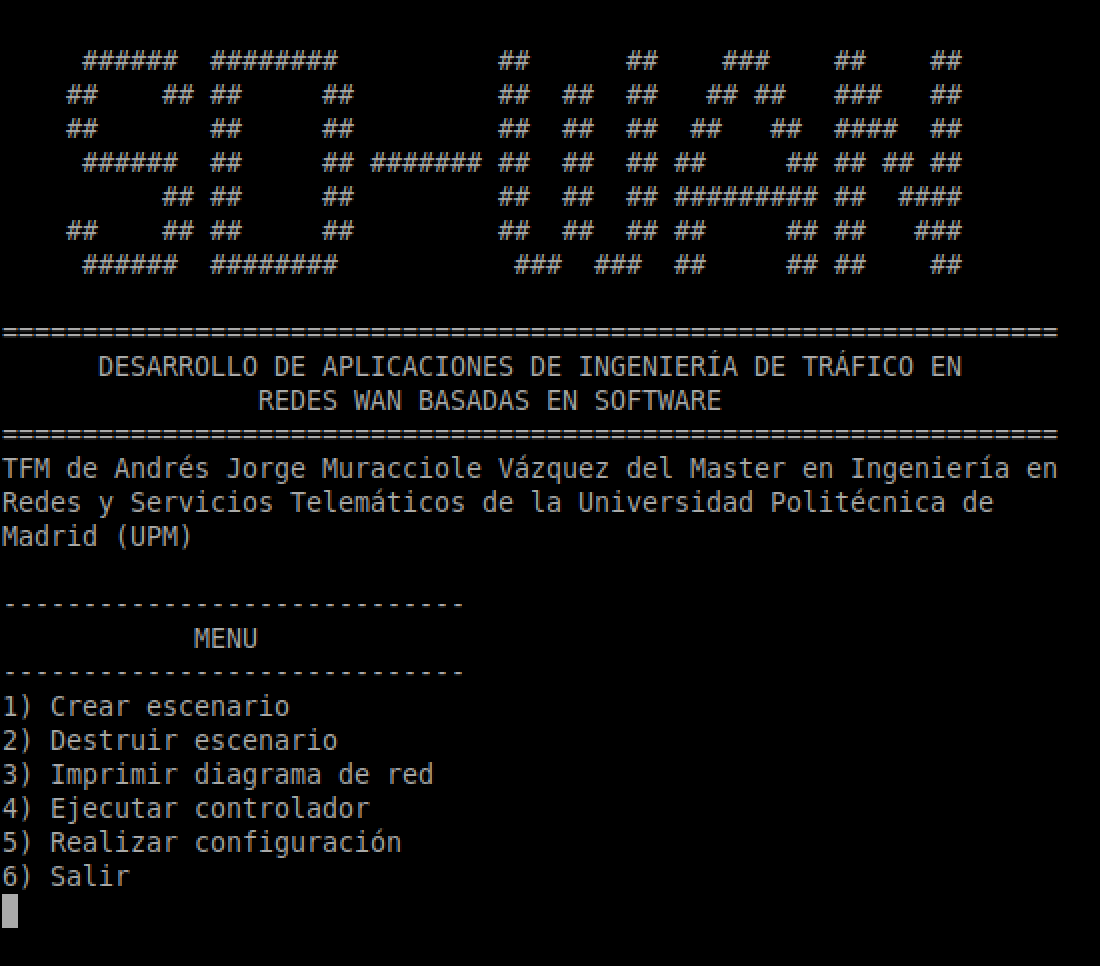 ###### ########          ##      ##    ###    ##    ##
##    ## ##     ##         ##  ##  ##   ## ##   ###   ##
##       ##     ##         ##  ##  ##  ##   ##  ####  ##
 ######  ##     ## ####### ##  ##  ## ##     ## ## ## ##
      ## ##     ##         ##  ##  ## ######### ##  ####
##    ## ##     ##         ##  ##  ## ##     ## ##   ###
 ######  ########           ###  ###  ##     ## ##    ##
==================================================================
DESARROLLO DE APLICACIONES DE INGENIERÍA DE TRÁFICO EN
REDES WAN BASADAS EN SOFTWARE
==================================================================
TFM de Andrés Jorge Muracciole Vázquez del Master en Ingeniería en
Redes y Servicios Telemáticos de la Universidad Politécnica de
Madrid (UPM)
-----------------------------
MENU
-----------------------------
1) Crear escenario
2) Destruir escenario
3) Imprimir diagrama de red
4) Ejecutar controlador
5) Realizar configuración
6) Salir